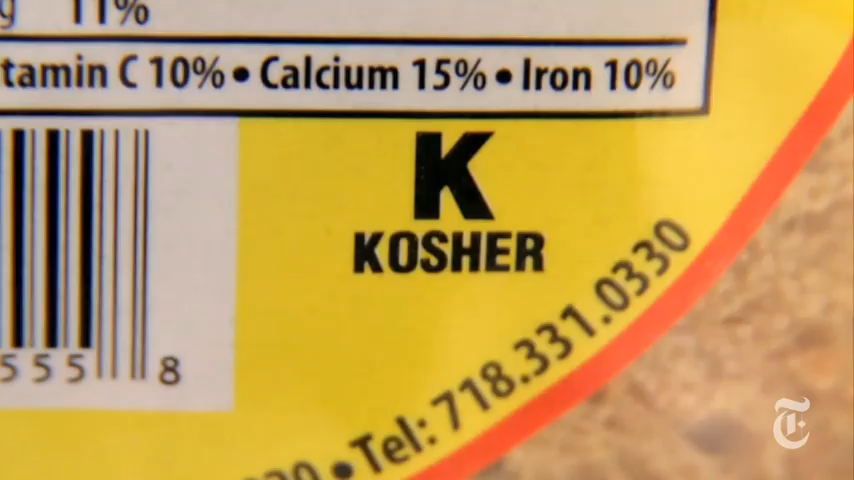 11%
tamin C 10% • Calcium 15% • Iron 10%
K
KOSHER
555 8
• Tel: 718.331.0330
T